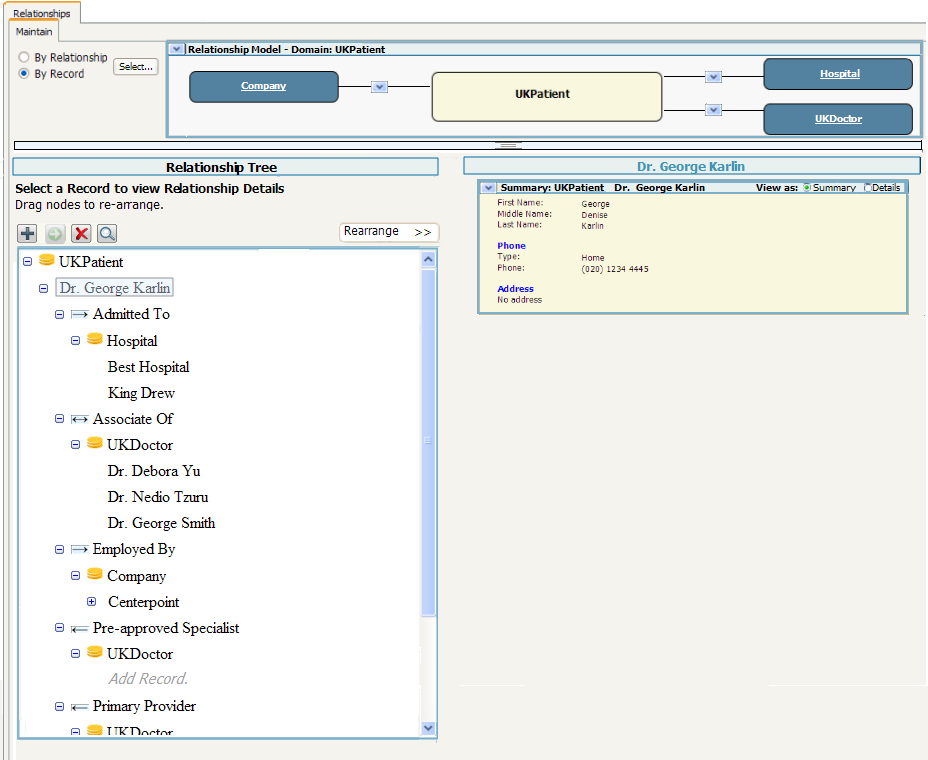 Relationships
Maintain
By Relationship
By Record
Select...
Relationship Model - Domain: UKPatient
Company
UKPatient
Hospital
UKDoctor
Relationship Tree
Select a Record to view Relationship Details
Drag nodes to re-arrange.
Rearrange >>
UKPatient
Dr. George Karlin
Admitted To
Hospital
Best Hospital
King Drew
Associate Of
UKDoctor
Dr. Debora Yu
Dr. Nedio Tzuru
Dr. George Smith
Employed By
Company
Centerpoint
Pre-approved Specialist
UKDoctor
Add Record.
Primary Provider
UKDoctor
Dr. George Karlin
Summary: UKPatient Dr. George Karlin View as: Summary Details
First Name: George
Middle Name: Denise
Last Name: Karlin
Phone
Type: Home
Phone: (020) 1234 4445
Address
No address